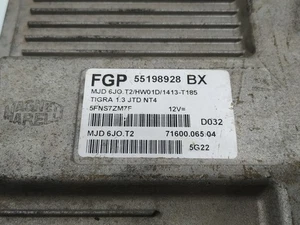 FGP 55198928 BX
MJD 6JO.T2/HW01D/1413-T185
TIGRA 1.3 JTD NT4
5FNS7ZM7F 12V=
D032
MJD 6JO.T2 71600.065.04
5G22